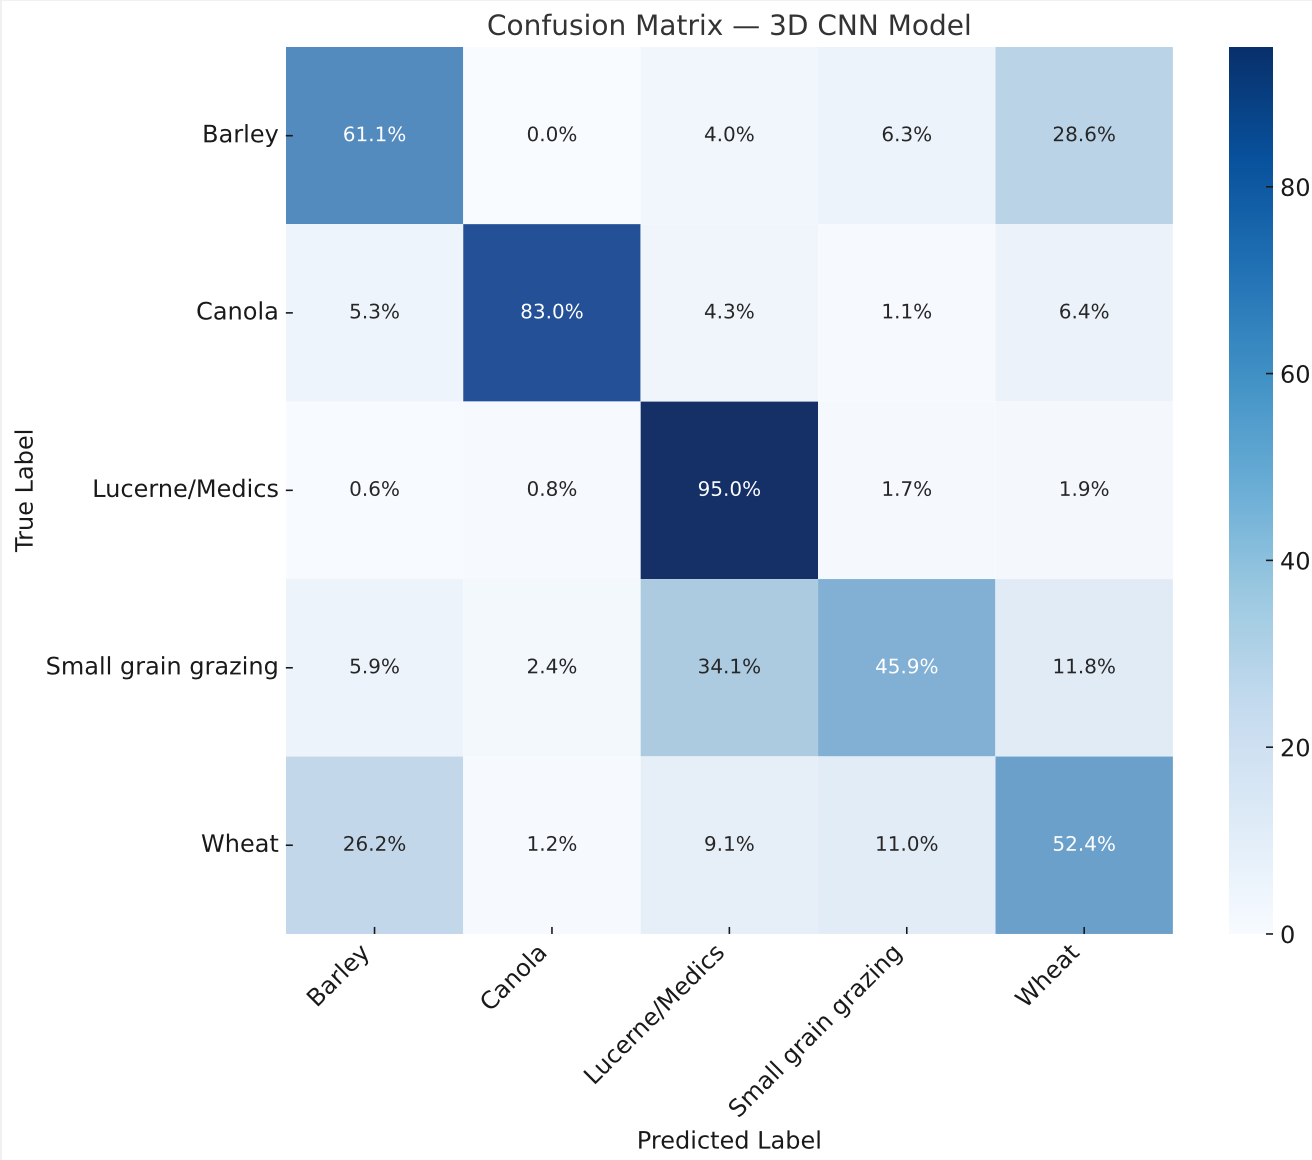 Confusion Matrix — 3D CNN Model
Barley 61.1% 0.0% 4.0% 6.3% 28.6%
Canola 5.3% 83.0% 4.3% 1.1% 6.4%
Lucerne/Medics 0.6% 0.8% 95.0% 1.7% 1.9%
Small grain grazing 5.9% 2.4% 34.1% 45.9% 11.8%
Wheat 26.2% 1.2% 9.1% 11.0% 52.4%
True Label
Barley Canola Lucerne/Medics Small grain grazing Wheat
Predicted Label
80
60
40
20
0